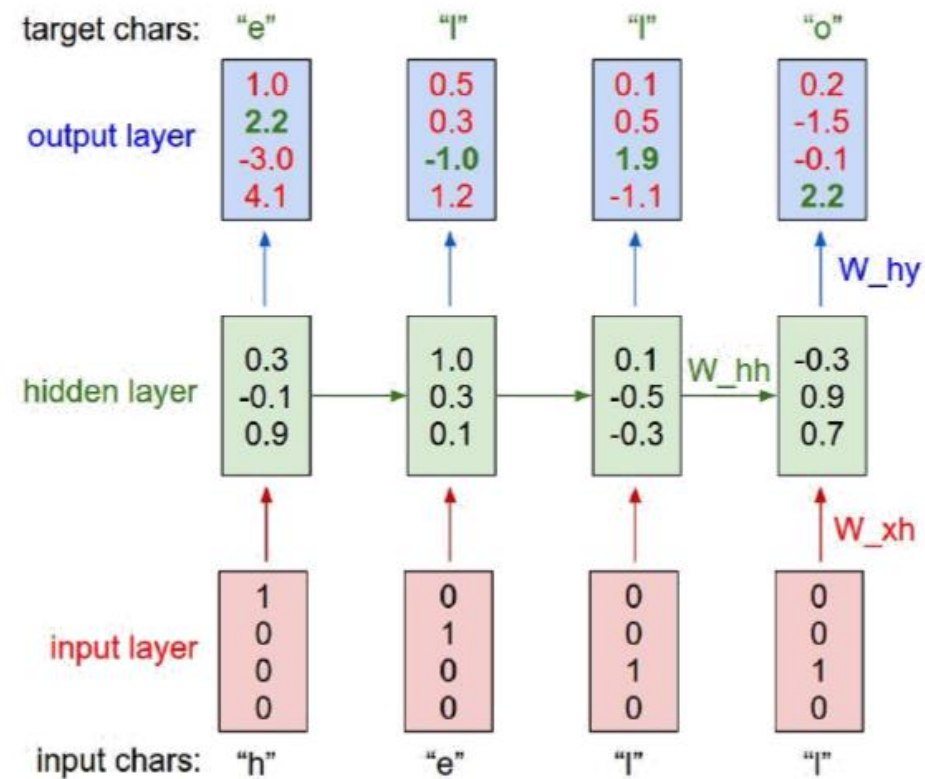 target chars: “e” “l” “l” “o”
output layer
1.0 0.5 0.1 0.2
2.2 0.3 0.5 -1.5
-3.0 -1.0 1.9 -0.1
4.1 1.2 -1.1 2.2
W_hy
hidden layer
0.3 1.0 0.1 -0.3
-0.1 0.3 -0.5 0.9
0.9 0.1 -0.3 0.7
W_hh
W_xh
input layer
1 0 0 0
0 1 0 0
0 0 1 1
0 0 0 0
input chars: “h” “e” “l” “l”